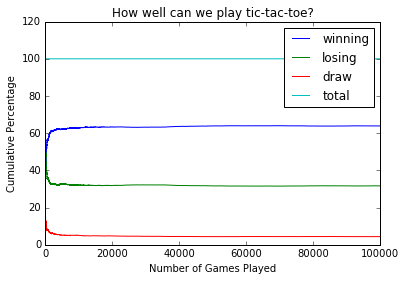 How well can we play tic-tac-toe?
120
100
80
60
40
20
0
Cumulative Percentage
winning
losing
draw
total
0 20000 40000 60000 80000 100000
Number of Games Played